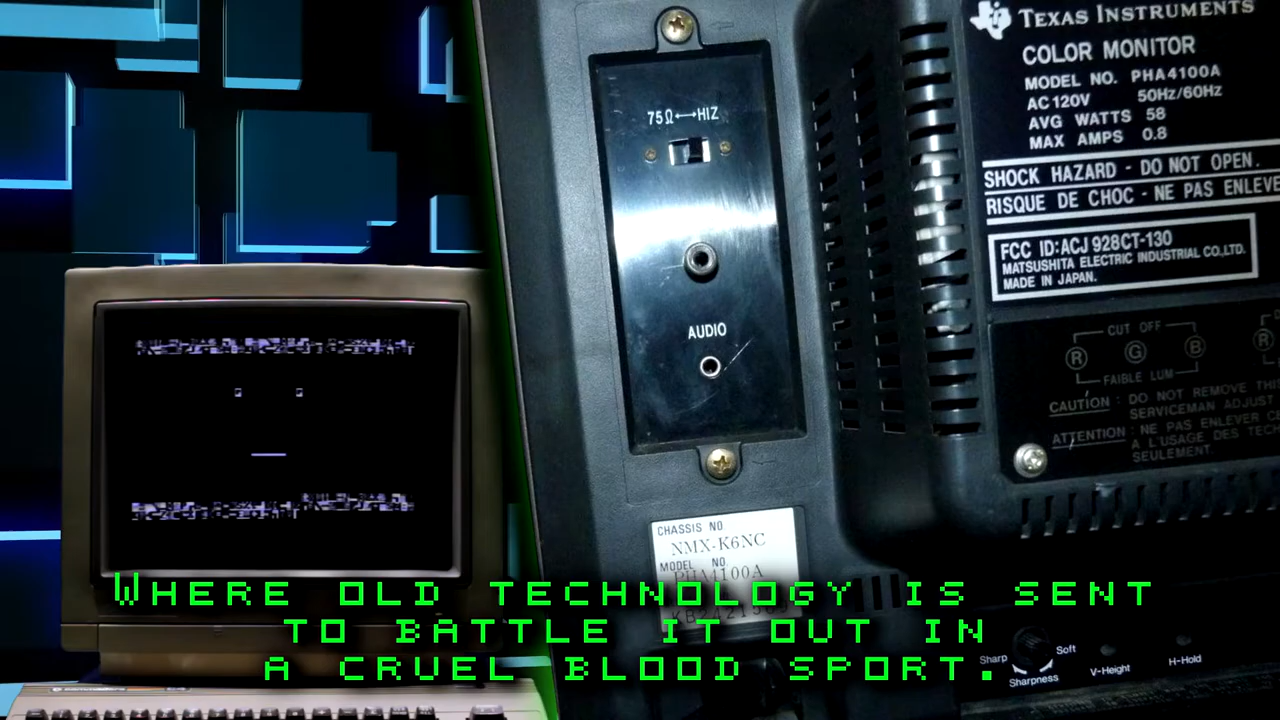 TEXAS INSTRUMENTS
COLOR MONITOR
MODEL NO. PHA4100A
AC 120V 50Hz/60Hz
AVG WATTS 58
MAX AMPS 0.8
SHOCK HAZARD - DO NOT OPEN.
RISQUE DE CHOC - NE PAS ENLEVE
FCC ID:ACJ 928CT-130
MATSUSHITA ELECTRIC INDUSTRIAL CO.,LTD.
MADE IN JAPAN.
CUT OFF
R G B R
FAIBLE LUM
CAUTION : DO NOT REMOVE THI
SERVICEMAN ADJUST
ATTENTION : NE PAS ENLEVER C
A L'USAGE DES TECH
SEULEMENT.
75Ω↔HIZ
AUDIO
CHASSIS NO
NMX-K6NC
MODEL NO.
PHA4100A
Sharp Soft
Sharpness
V-Height
H-Hold
WHERE OLD TECHNOLOGY IS SENT
TO BATTLE IT OUT IN
A CRUEL BLOOD SPORT.